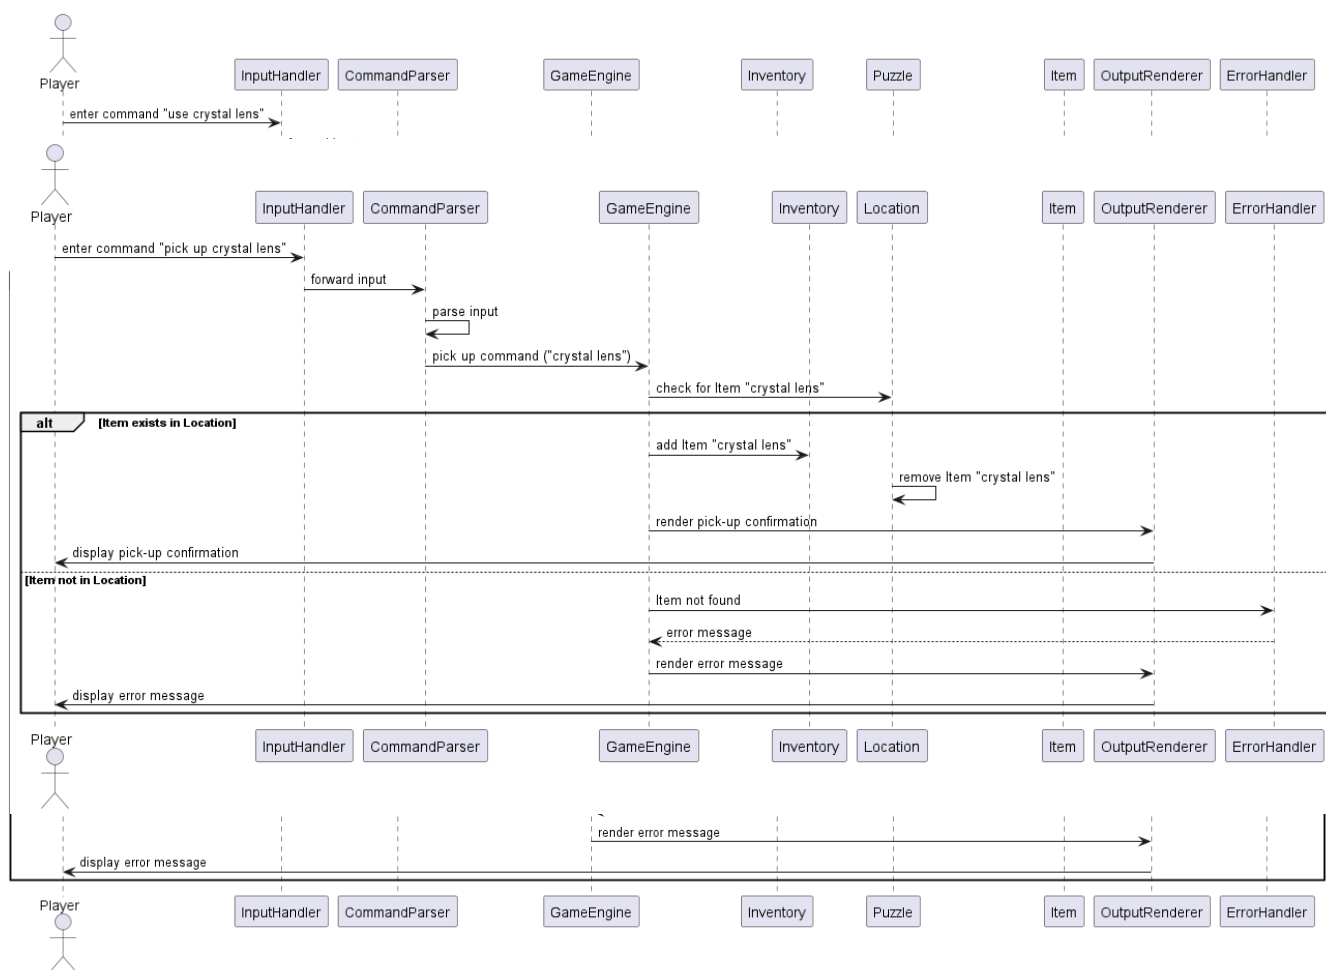 Player InputHandler CommandParser GameEngine Inventory Puzzle Item OutputRenderer ErrorHandler
enter command "use crystal lens"
Player InputHandler CommandParser GameEngine Inventory Location Item OutputRenderer ErrorHandler
enter command "pick up crystal lens"
forward input
parse input
pick up command ("crystal lens")
check for Item "crystal lens"
alt [Item exists in Location]
add Item "crystal lens"
remove Item "crystal lens"
render pick-up confirmation
display pick-up confirmation
[Item not in Location]
Item not found
error message
render error message
display error message
Player InputHandler CommandParser GameEngine Inventory Location Item OutputRenderer ErrorHandler
render error message
display error message
Player InputHandler CommandParser GameEngine Inventory Puzzle Item OutputRenderer ErrorHandler